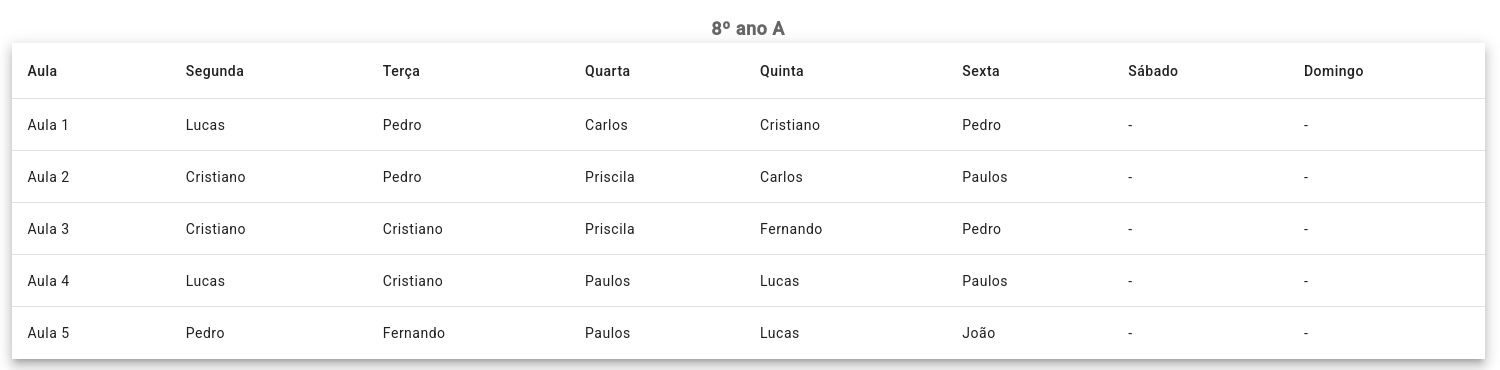 8º ano A
Aula Segunda Terça Quarta Quinta Sexta Sábado Domingo
Aula 1 Lucas Pedro Carlos Cristiano Pedro - -
Aula 2 Cristiano Pedro Priscila Carlos Paulos - -
Aula 3 Cristiano Cristiano Priscila Fernando Pedro - -
Aula 4 Lucas Cristiano Paulos Lucas Paulos - -
Aula 5 Pedro Fernando Paulos Lucas João - -